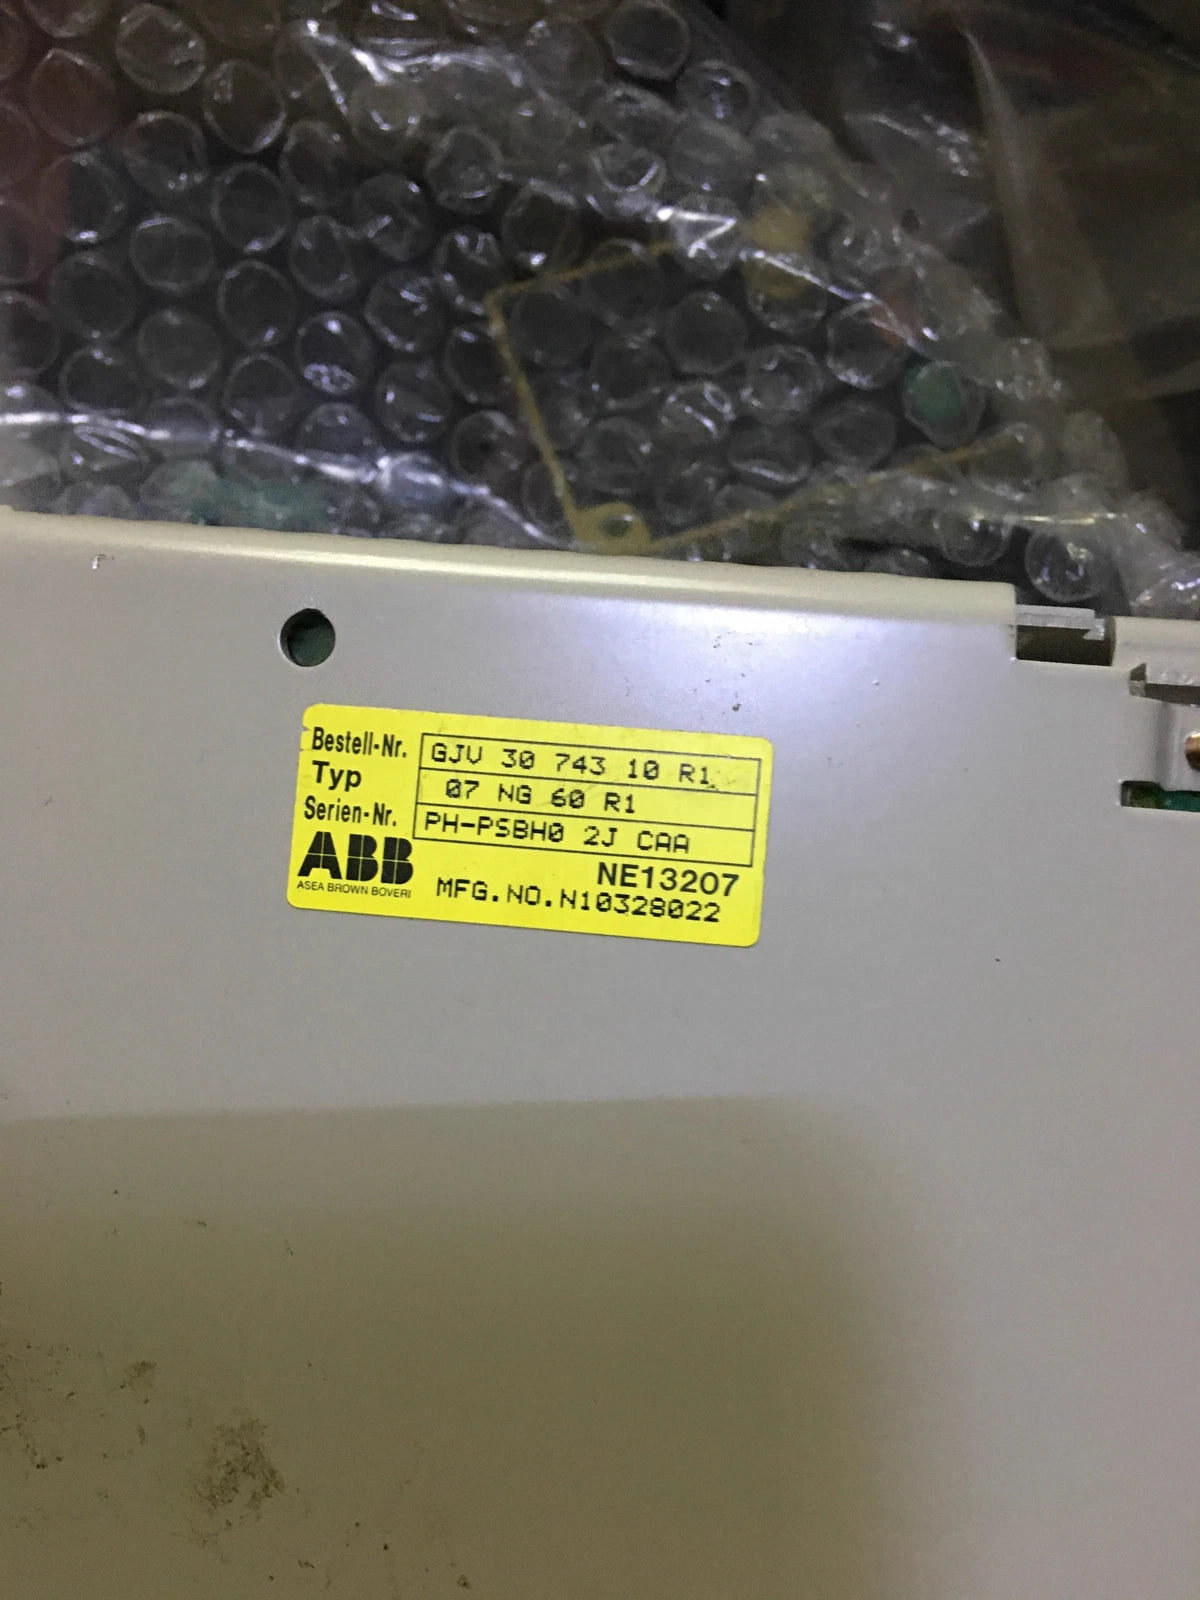 Bestell-Nr. GJV 30 743 10 R1
Typ 07 NG 60 R1
Serien-Nr. PH-PSBH0 2J CAA
ABB NE13207
ASEA BROWN BOVERI MFG.NO.N10328022